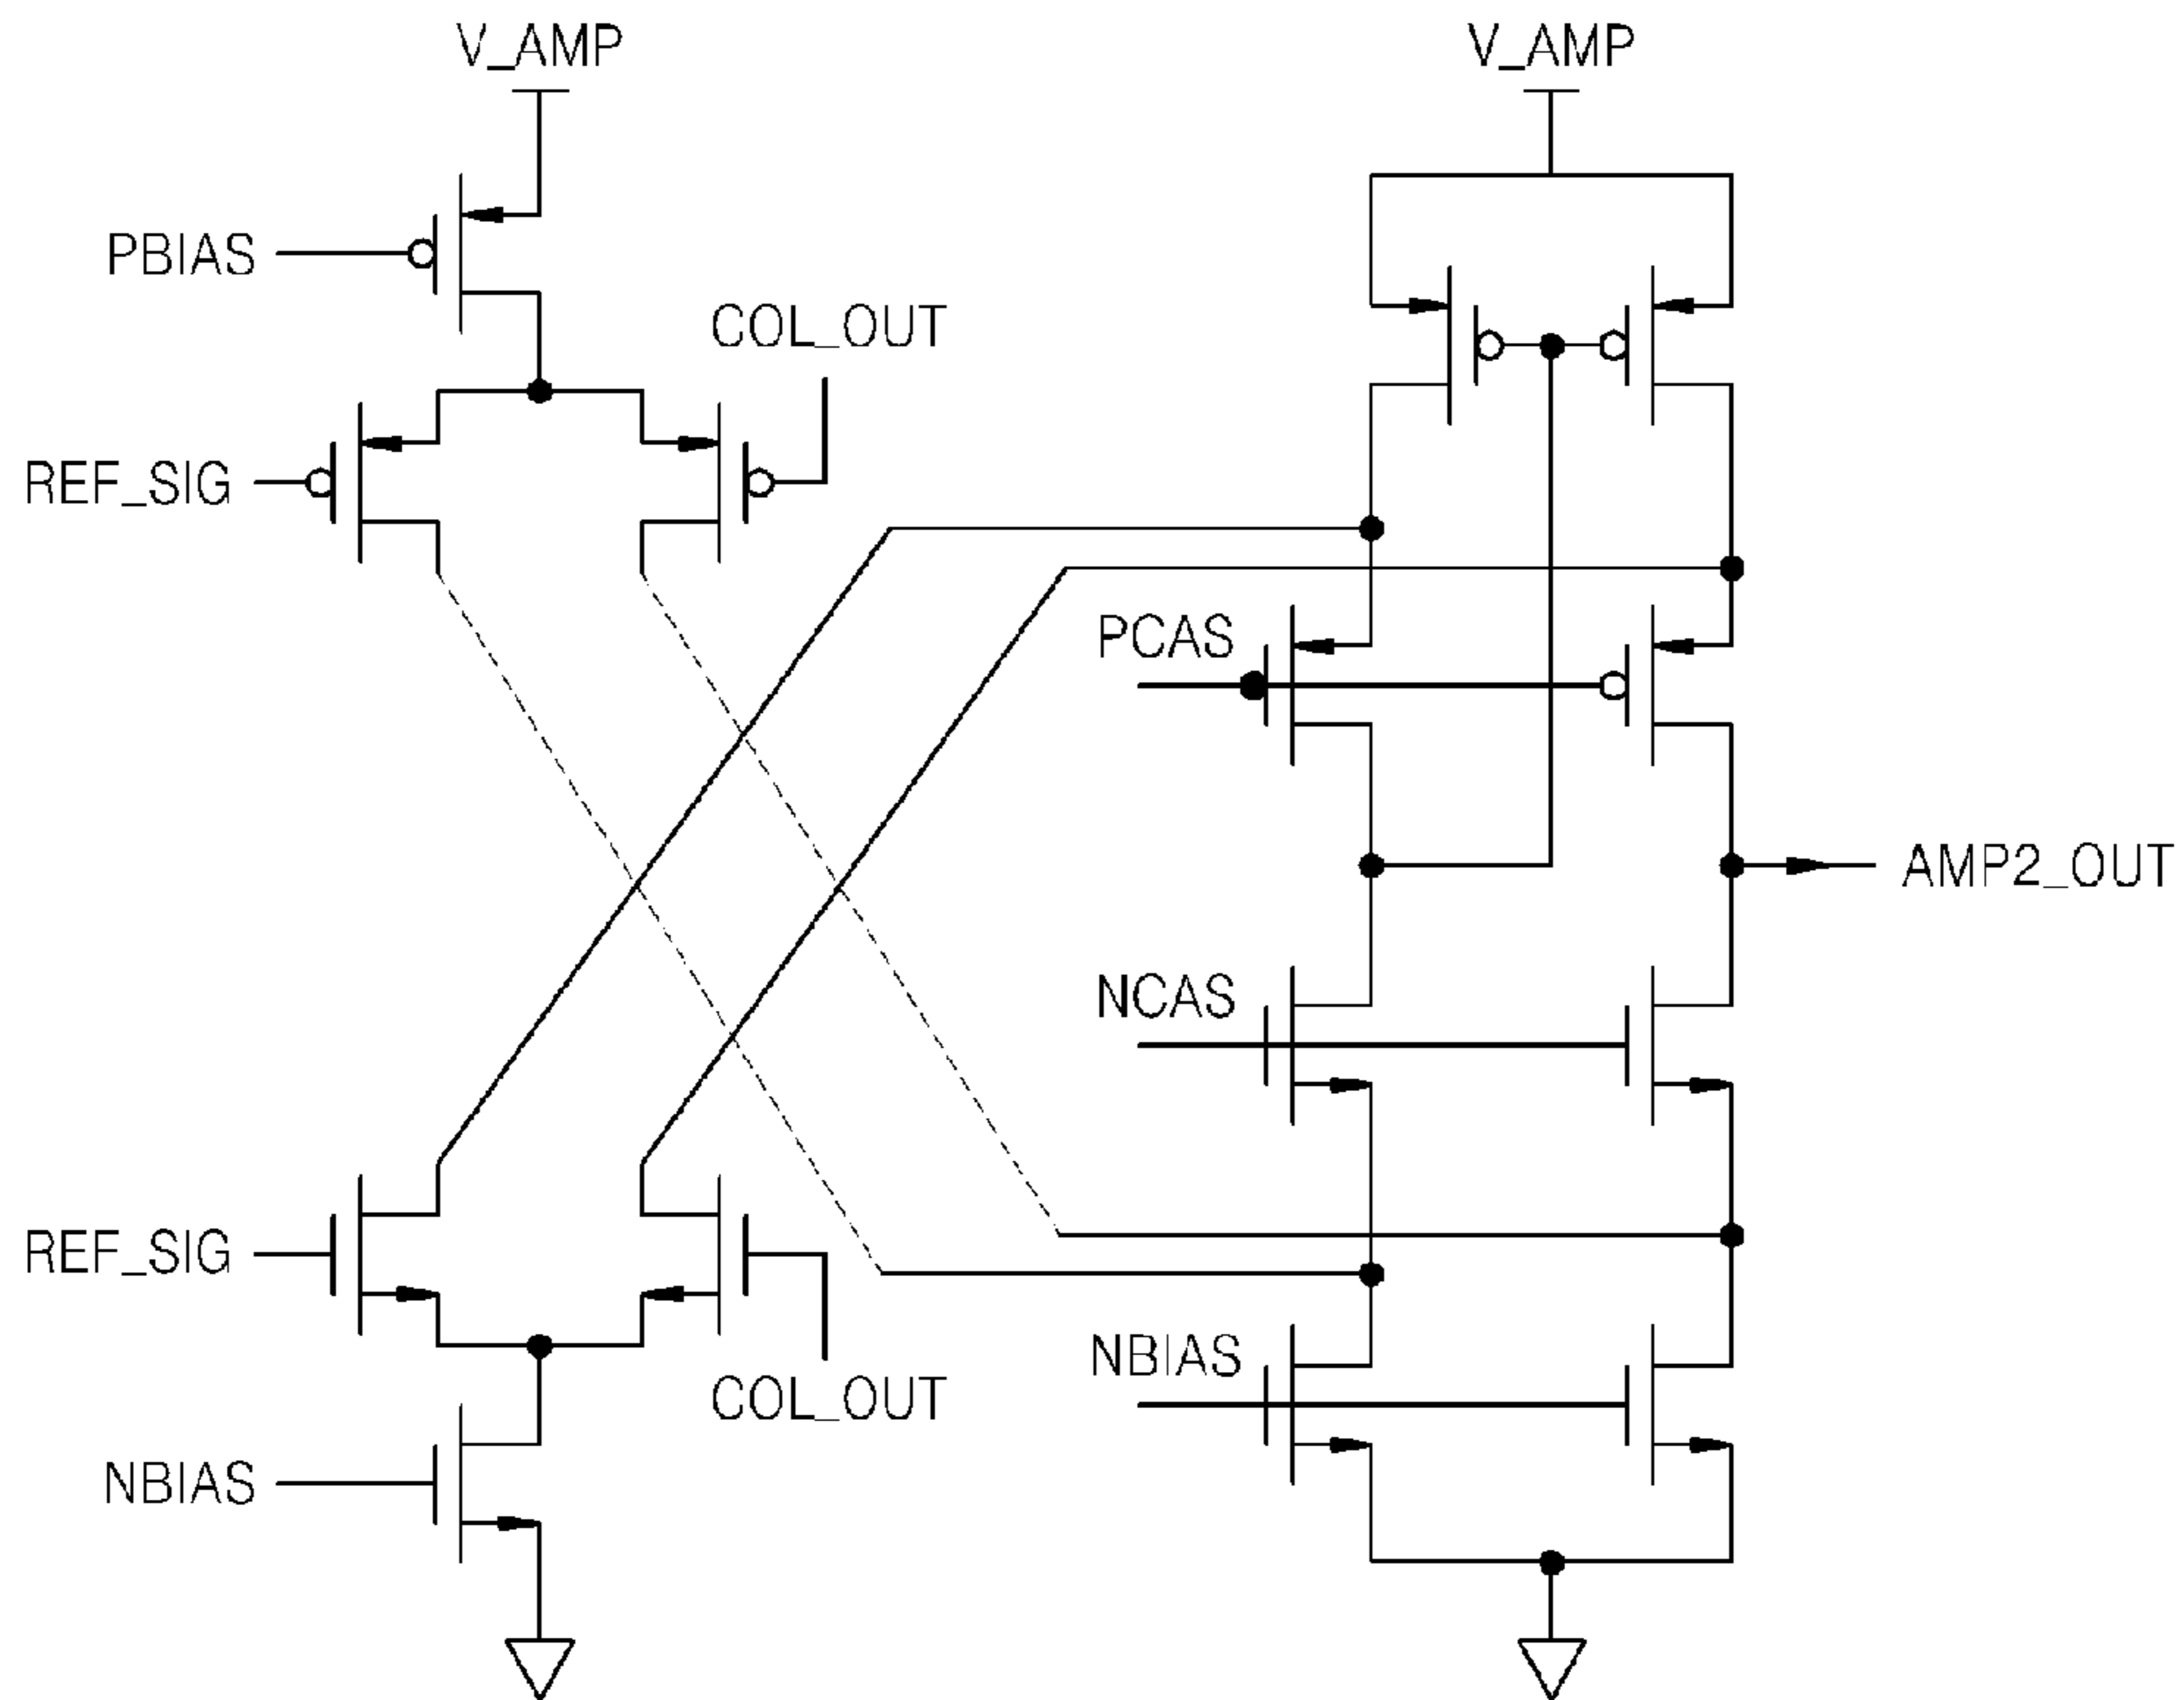 V_AMP
V_AMP
PBIAS
COL_OUT
REF_SIG
PCAS
AMP2_OUT
NCAS
REF_SIG
NBIAS
COL_OUT
NBIAS